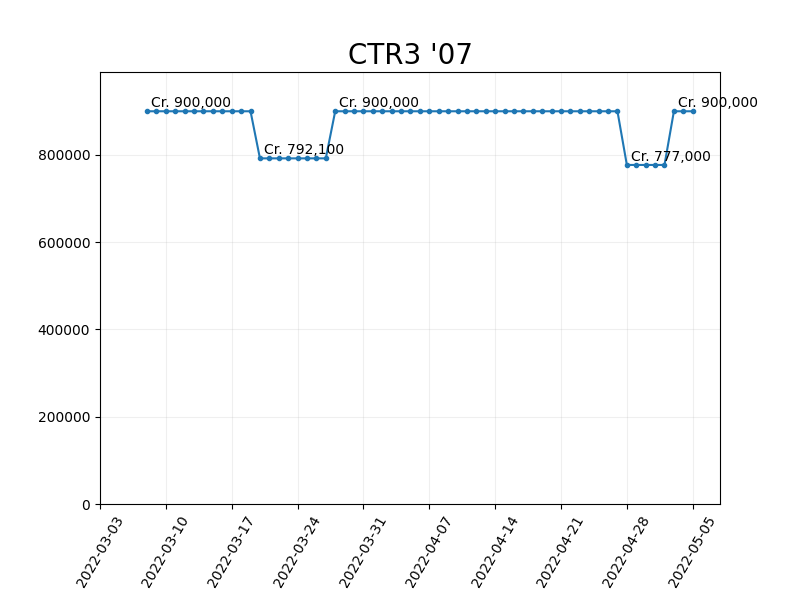 CTR3 '07
Cr. 900,000
Cr. 900,000
Cr. 900,000
Cr. 792,100
Cr. 777,000
800000
600000
400000
200000
0
2022-03-03
2022-03-10
2022-03-17
2022-03-24
2022-03-31
2022-04-07
2022-04-14
2022-04-21
2022-04-28
2022-05-05